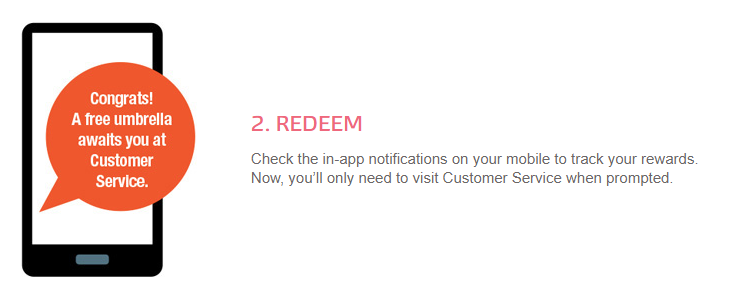 Congrats!
A free umbrella
awaits you at
Customer
Service.
2. REDEEM
Check the in-app notifications on your mobile to track your rewards.
Now, you’ll only need to visit Customer Service when prompted.